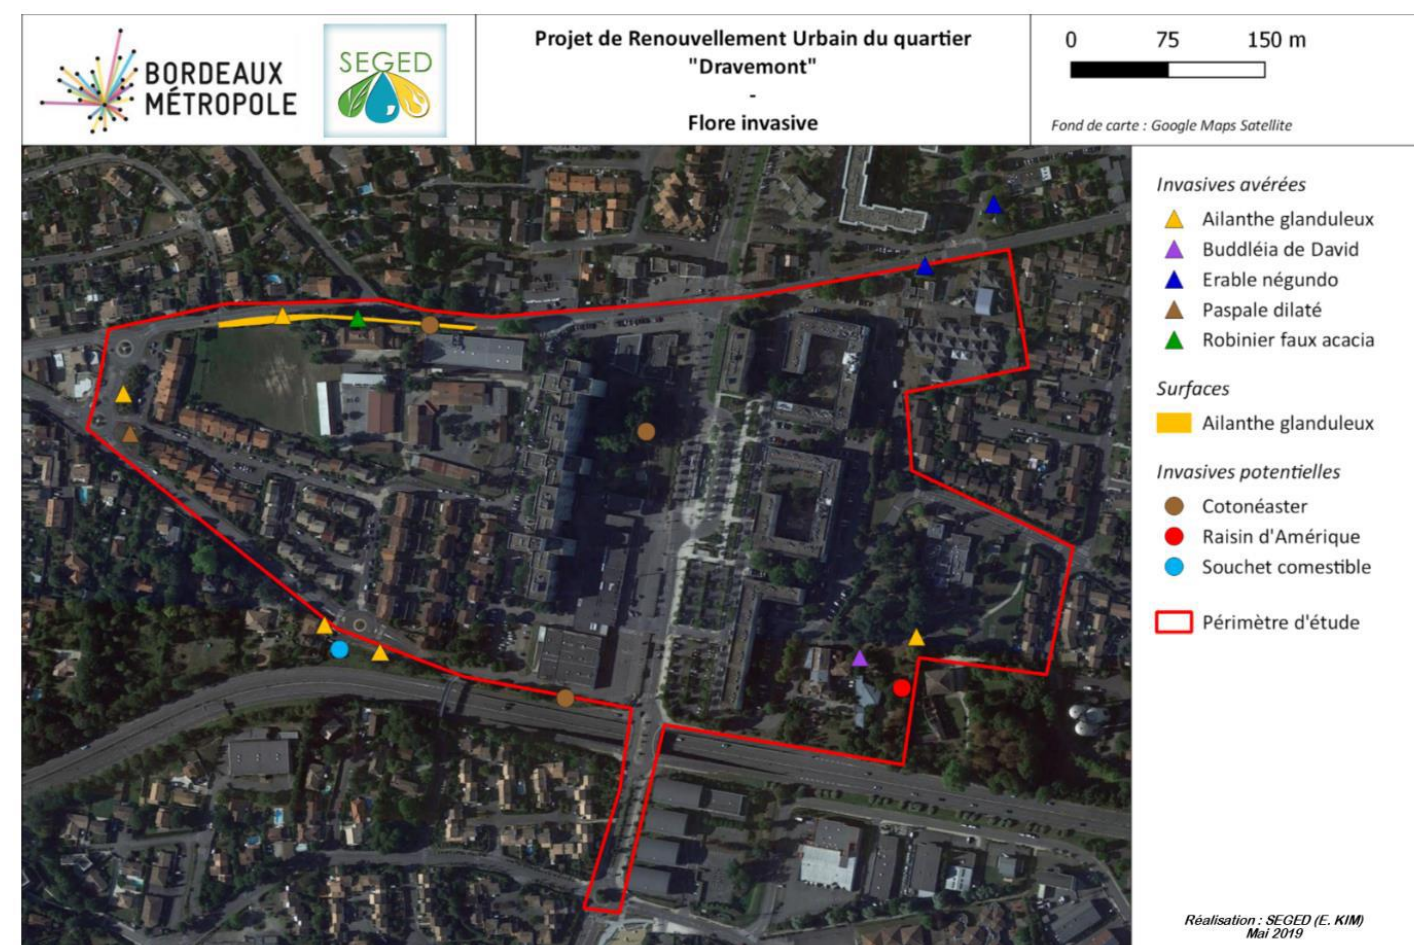 BORDEAUX
MÉTROPOLE
SEGED
Projet de Renouvellement Urbain du quartier
"Dravemont"
-
Flore invasive
0 75 150 m
Fond de carte : Google Maps Satellite
Invasives avérées
Ailanthe glanduleux
Buddléia de David
Erable négundo
Paspale dilaté
Robinier faux acacia
Surfaces
Ailanthe glanduleux
Invasives potentielles
Cotonéaster
Raisin d'Amérique
Souchet comestible
Périmètre d'étude
Réalisation : SEGED (E. KIM)
Mai 2019